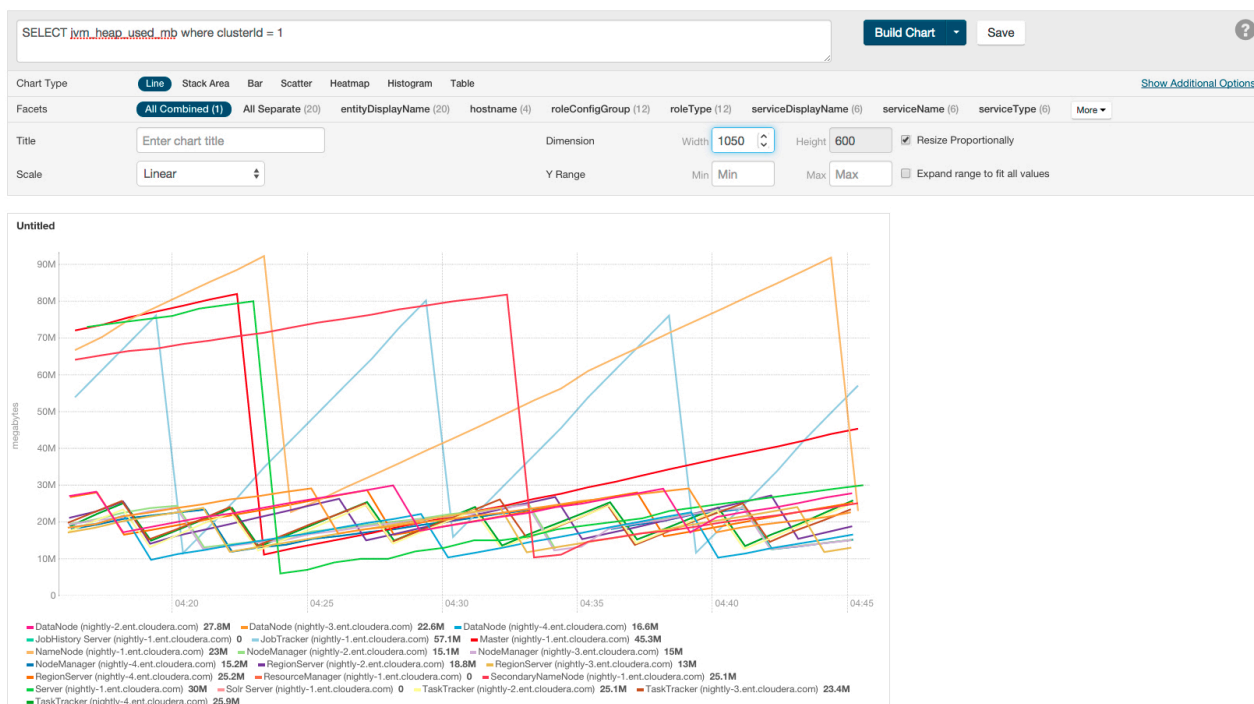 SELECT jvm_heap_used_mb where clusterId = 1
Build Chart Save ?
Chart Type Line Stack Area Bar Scatter Heatmap Histogram Table Show Additional Options
Facets All Combined (1) All Separate (20) entityDisplayName (20) hostname (4) roleConfigGroup (12) roleType (12) serviceDisplayName (6) serviceName (6) serviceType (6) More
Title Enter chart title Dimension Width 1050 Height 600 Resize Proportionally
Scale Linear Y Range Min Min Max Max Expand range to fit all values
Untitled
90M
80M
70M
60M
50M
megabytes
40M
30M
20M
10M
0
04:20 04:25 04:30 04:35 04:40 04:45
DataNode (nightly-2.ent.cloudera.com) 27.8M DataNode (nightly-3.ent.cloudera.com) 22.6M DataNode (nightly-4.ent.cloudera.com) 16.6M
JobHistory Server (nightly-1.ent.cloudera.com) 0 JobTracker (nightly-1.ent.cloudera.com) 57.1M Master (nightly-1.ent.cloudera.com) 45.3M
NameNode (nightly-1.ent.cloudera.com) 23M NodeManager (nightly-2.ent.cloudera.com) 15.1M NodeManager (nightly-3.ent.cloudera.com) 15M
NodeManager (nightly-4.ent.cloudera.com) 15.2M RegionServer (nightly-2.ent.cloudera.com) 18.8M RegionServer (nightly-3.ent.cloudera.com) 13M
RegionServer (nightly-4.ent.cloudera.com) 25.2M ResourceManager (nightly-1.ent.cloudera.com) 0 SecondaryNameNode (nightly-1.ent.cloudera.com) 25.1M
Server (nightly-1.ent.cloudera.com) 30M Solr Server (nightly-1.ent.cloudera.com) 0 TaskTracker (nightly-2.ent.cloudera.com) 25.1M TaskTracker (nightly-3.ent.cloudera.com) 23.4M
TaskTracker (nightly-4.ent.cloudera.com) 25.9M